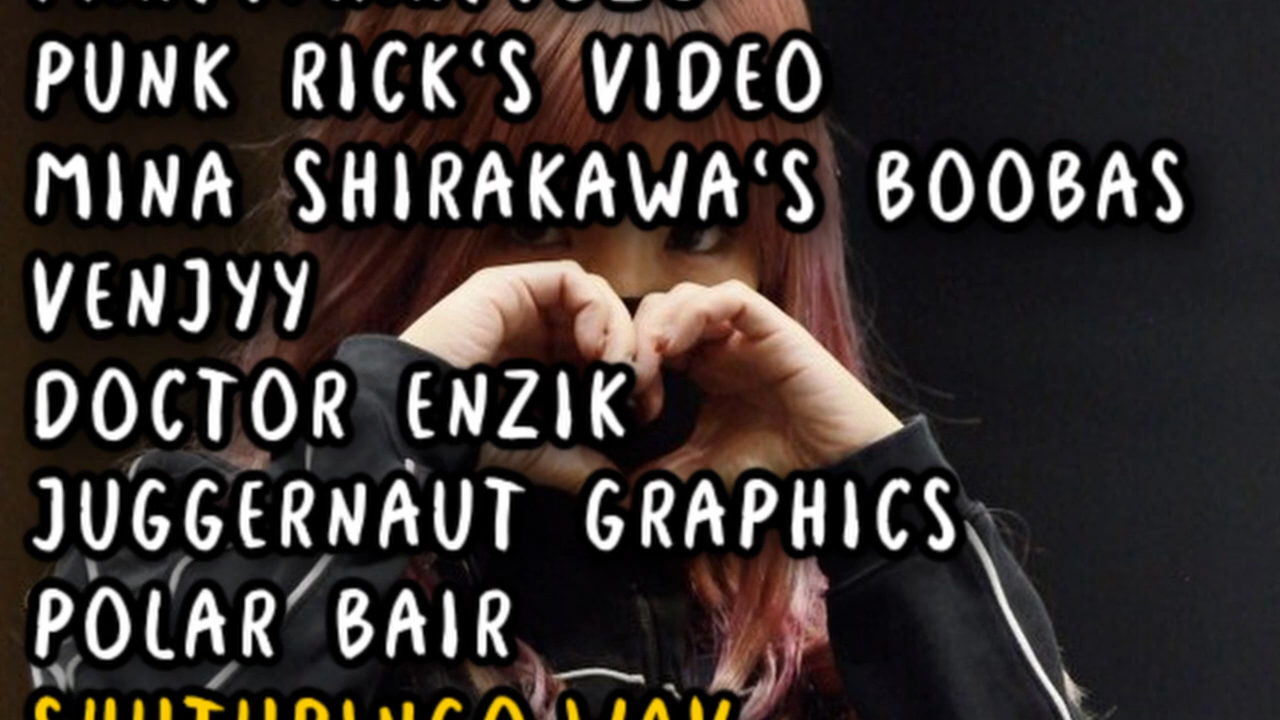 PUNK RICK‘S VIDEO
MINA SHIRAKAWA‘S BOOBAS
VENJYY
DOCTOR ENZIK
JUGGERNAUT GRAPHICS
POLAR BAIR